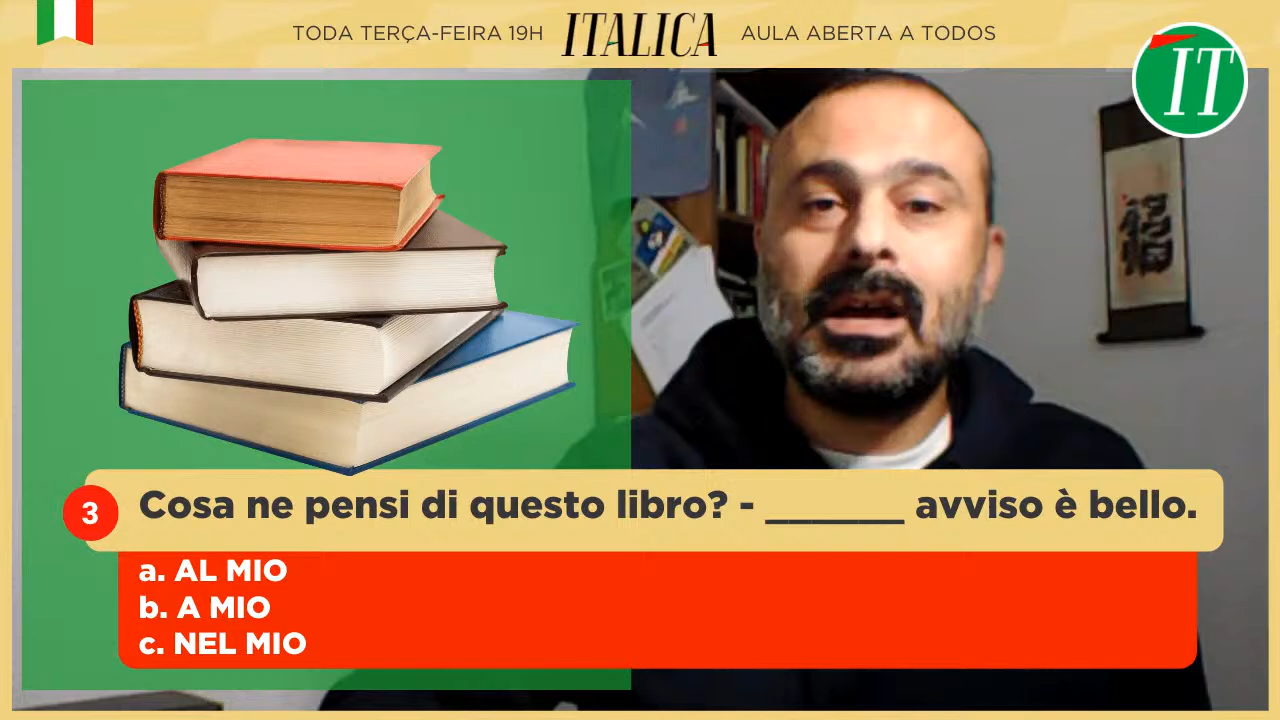 TODA TERÇA-FEIRA 19H ITALICA AULA ABERTA A TODOS
IT
3 Cosa ne pensi di questo libro? - _______ avviso è bello.
a. AL MIO
b. A MIO
c. NEL MIO